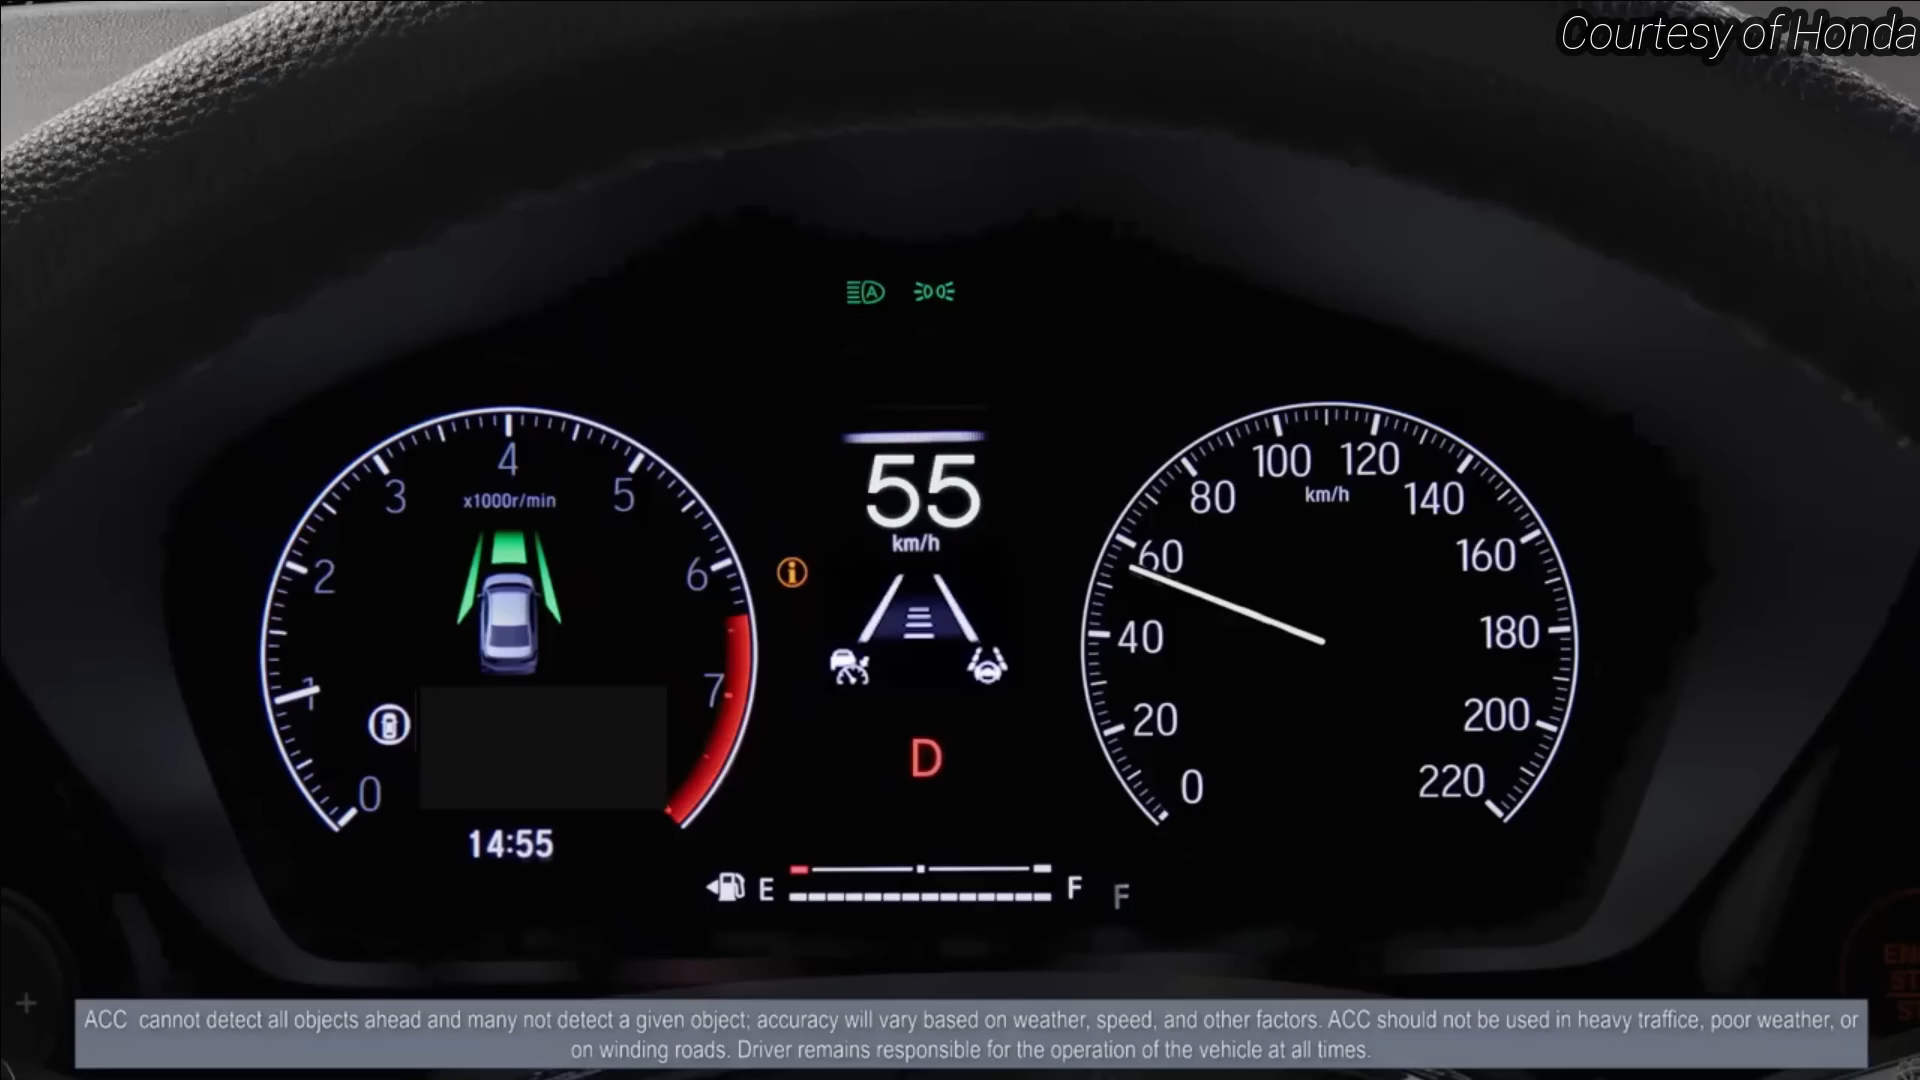 Courtesy of Honda
A
4
3
x1000r/min
5
2
6
1
7
0
14:55
i
55
km/h
D
E
F
F
100
120
km/h
80
140
60
160
40
180
20
200
0
220
+
ACC cannot detect all objects ahead and many not detect a given object; accuracy will vary based on weather, speed, and other factors. ACC should not be used in heavy traffice, poor weather, or
on winding roads. Driver remains responsible for the operation of the vehicle at all times.